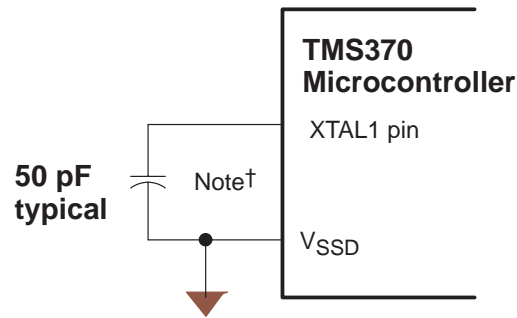 TMS370
Microcontroller
XTAL1 pin
50 pF
typical
Note†
VSSD